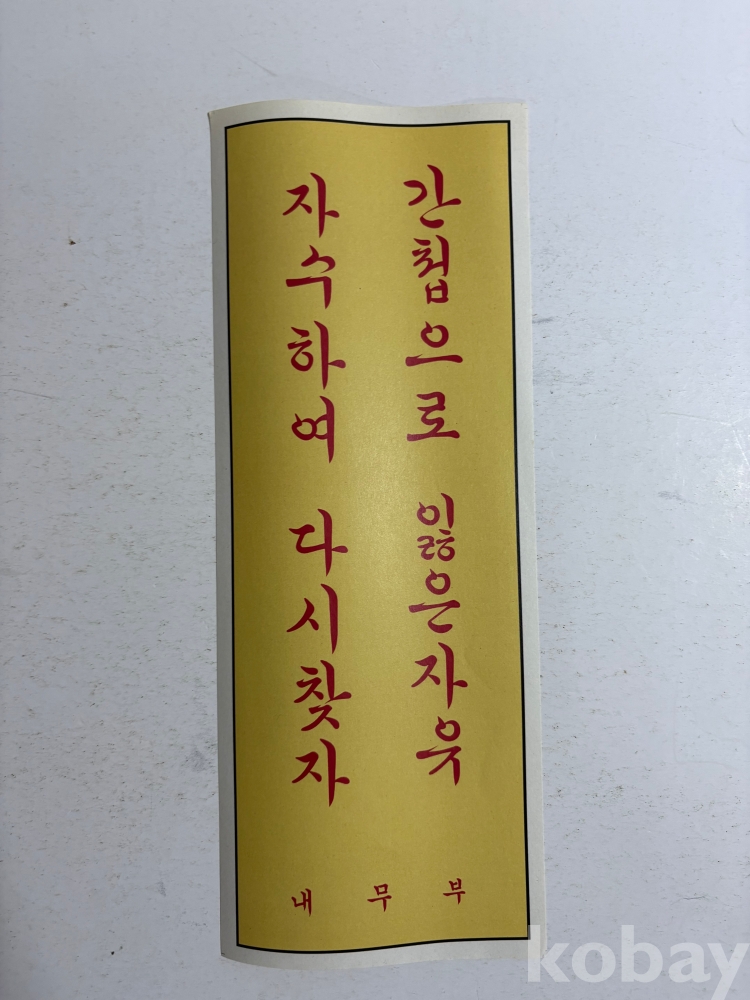 간첩으로 잃은자유
자수하여 다시찾자
내무부
kobay